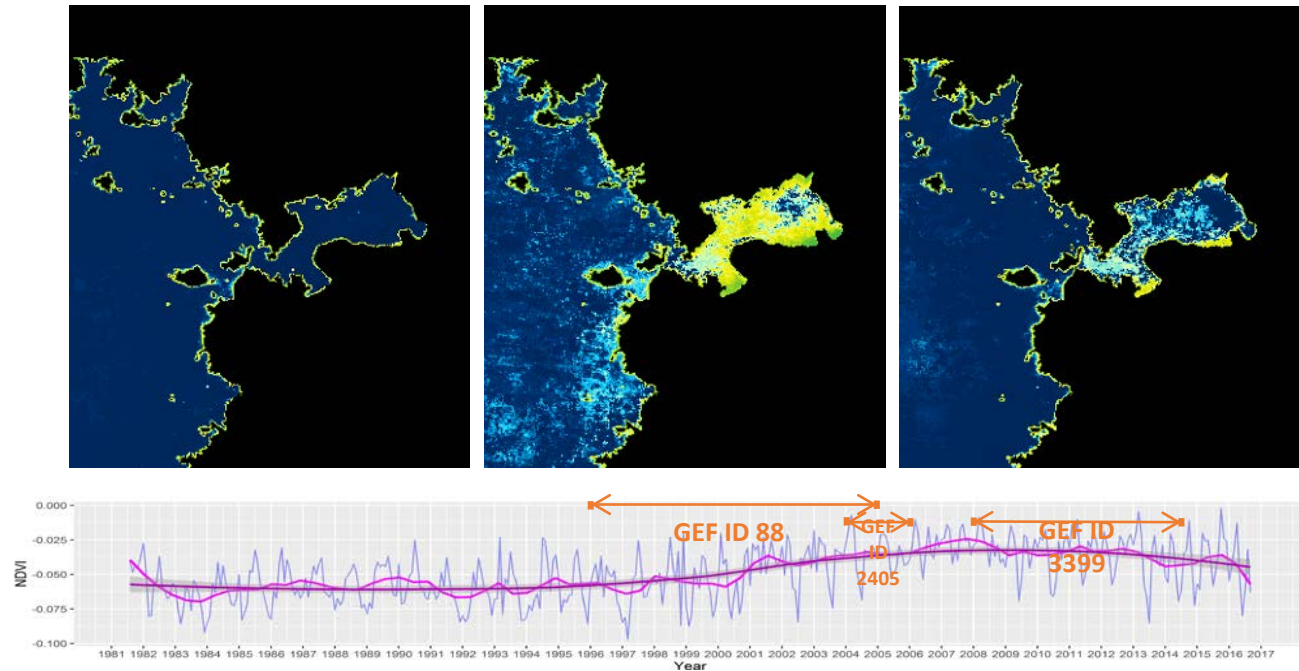 0.000
-0.025
-0.050
-0.075
-0.100
NDVI
GEF ID 88
GEF
ID
2405
GEF ID
3399
1981 1982 1983 1984 1985 1986 1987 1988 1989 1990 1991 1992 1993 1994 1995 1996 1997 1998 1999 2000 2001 2002 2003 2004 2005 2006 2007 2008 2009 2010 2011 2012 2013 2014 2015 2016 2017
Year